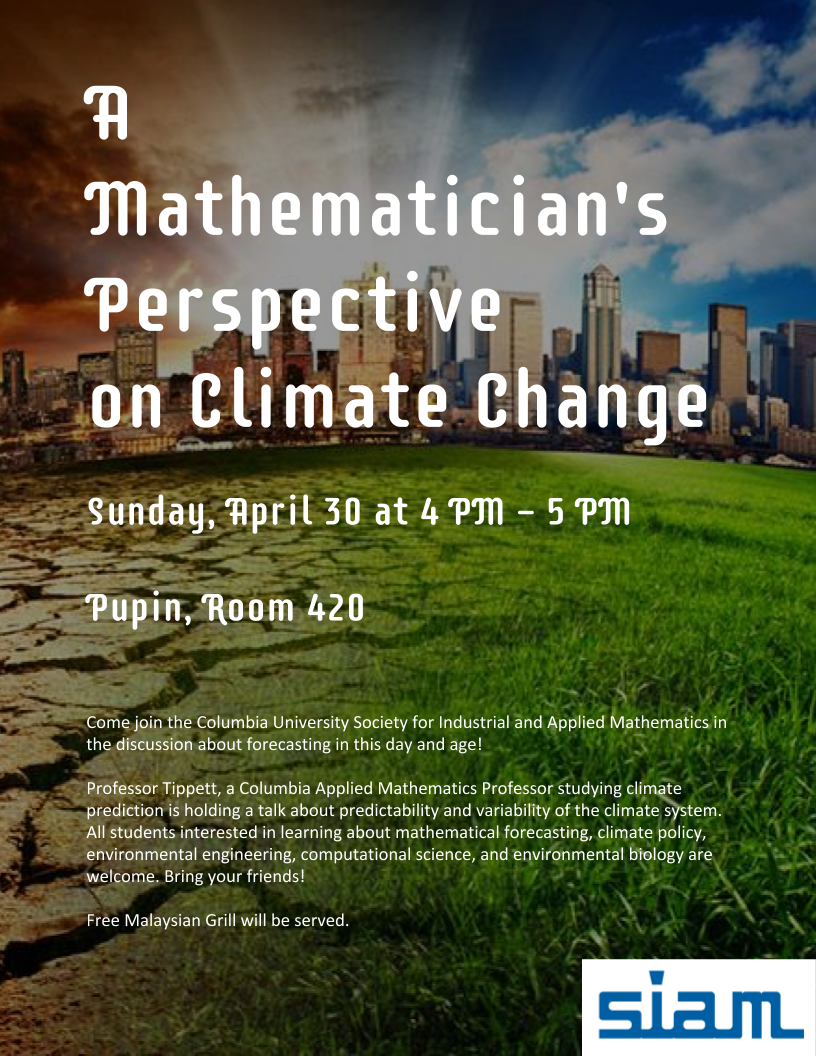 A
Mathematician's
Perspective
on Climate Change
Sunday, April 30 at 4 PM – 5 PM
Pupin, Room 420
Come join the Columbia University Society for Industrial and Applied Mathematics in
the discussion about forecasting in this day and age!
Professor Tippett, a Columbia Applied Mathematics Professor studying climate
prediction is holding a talk about predictability and variability of the climate system.
All students interested in learning about mathematical forecasting, climate policy,
environmental engineering, computational science, and environmental biology are
welcome. Bring your friends!
Free Malaysian Grill will be served.
siam